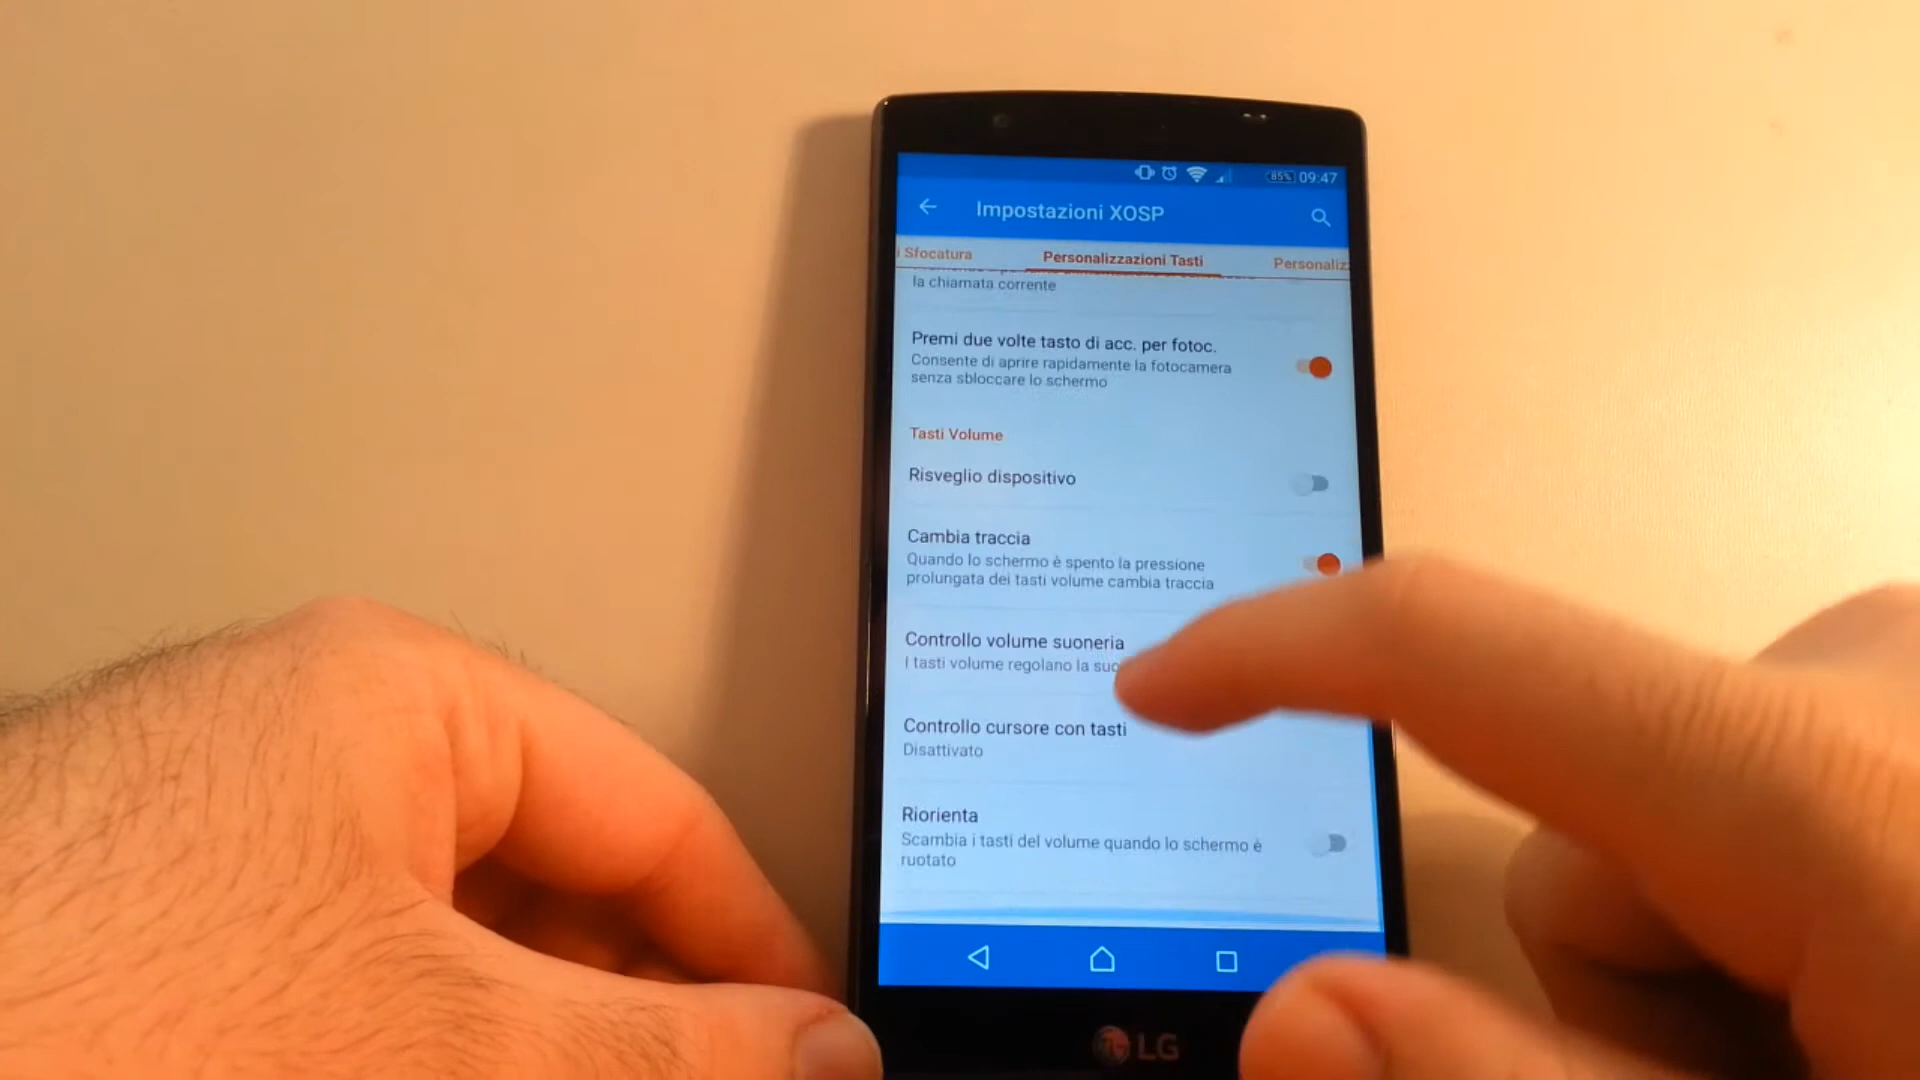 85% 09:47
Impostazioni XOSP
i Sfocatura Personalizzazioni Tasti Personaliz
la chiamata corrente
Premi due volte tasto di acc. per fotoc.
Consente di aprire rapidamente la fotocamera
senza sbloccare lo schermo
Tasti Volume
Risveglio dispositivo
Cambia traccia
Quando lo schermo è spento la pressione
prolungata dei tasti volume cambia traccia
Controllo volume suoneria
I tasti volume regolano la suo
Controllo cursore con tasti
Disattivato
Riorienta
Scambia i tasti del volume quando lo schermo è
ruotato
LG